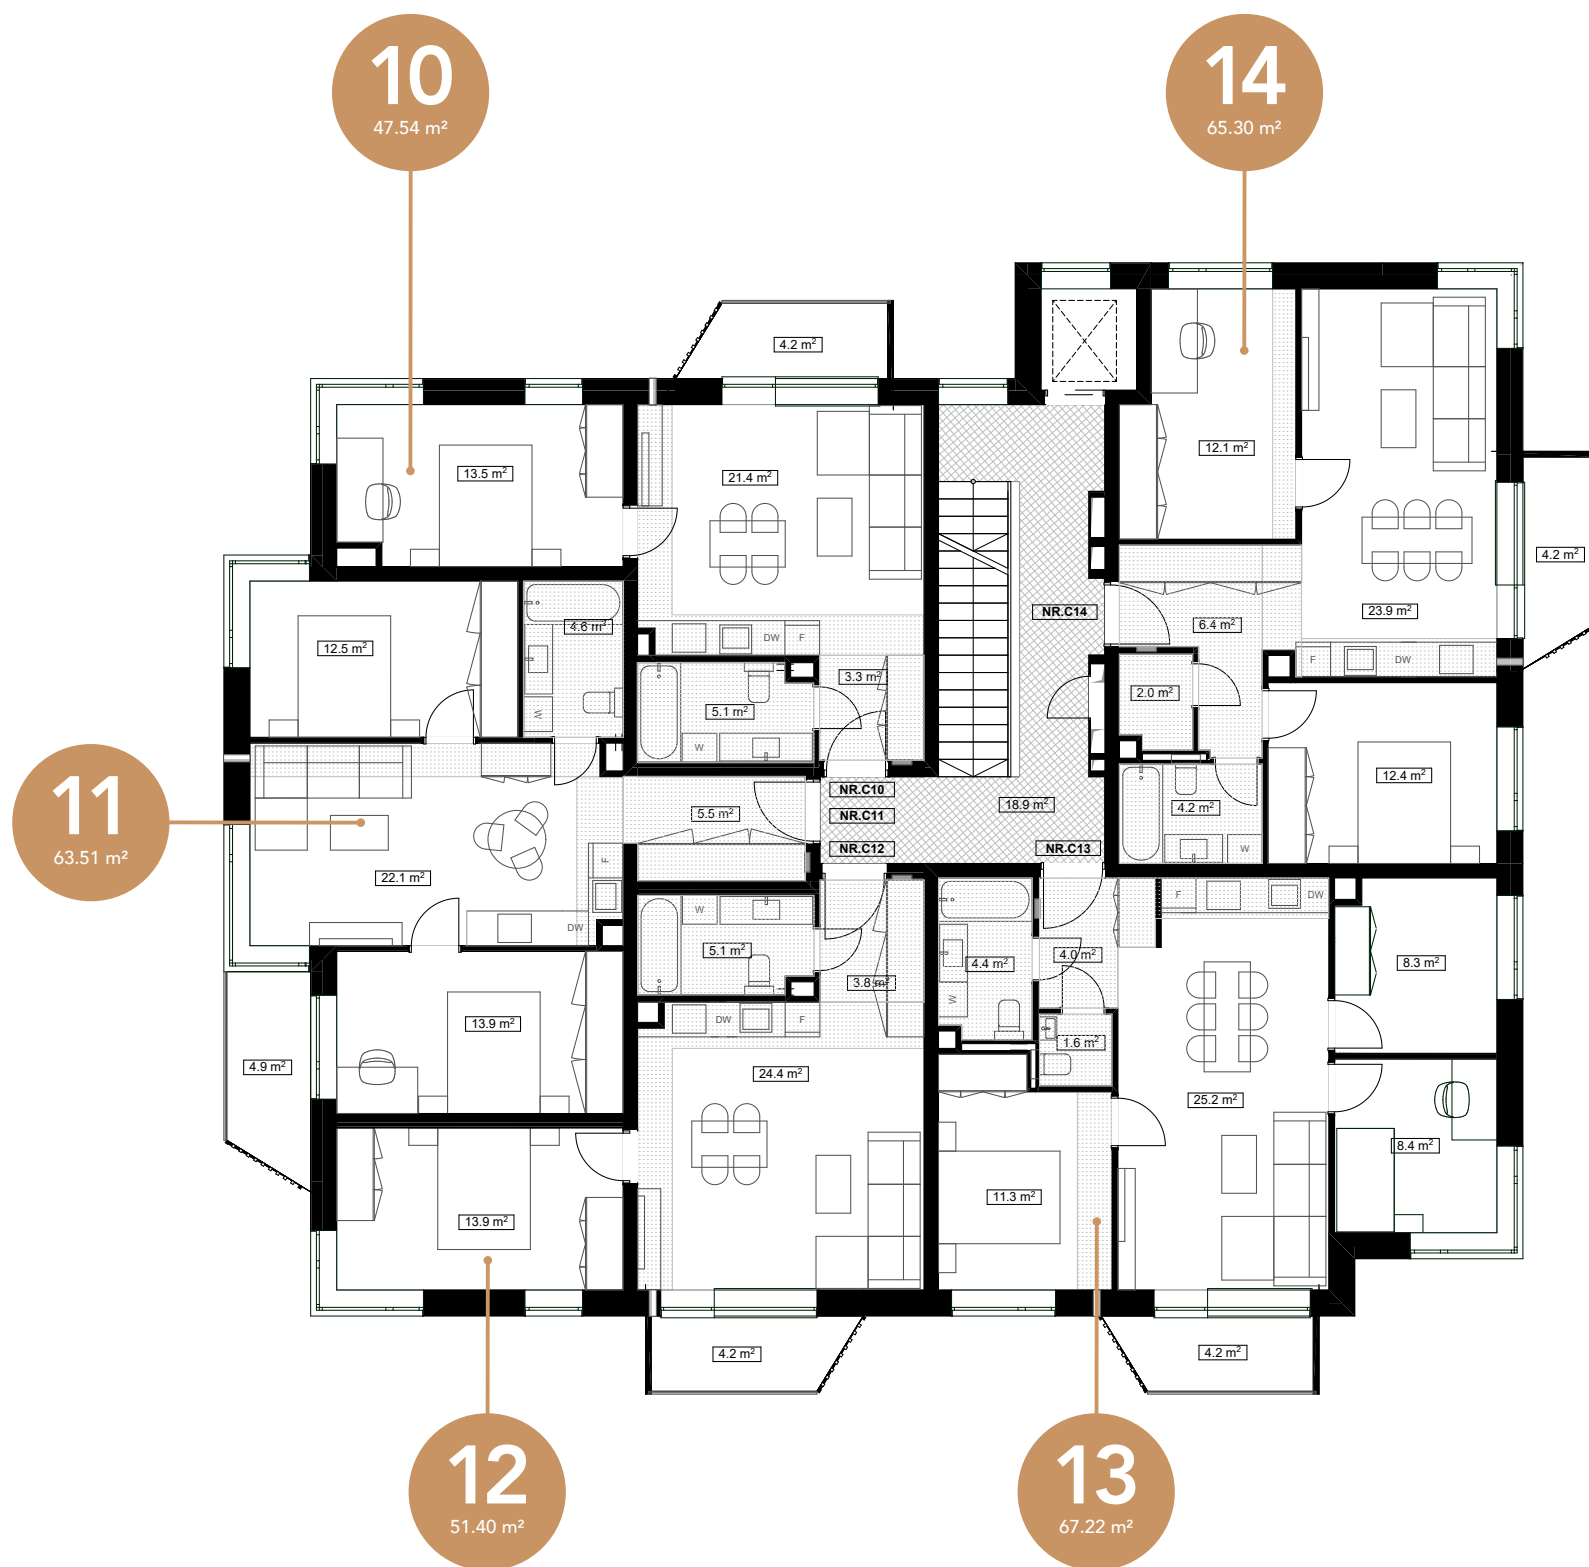 10
47.54 m²
14
65.30 m²
4.2 m²
13.5 m²
21.4 m²
12.1 m²
4.2 m²
DW
F
NR.C14
23.9 m²
6.4 m²
4.6 m²
12.5 m²
F
DW
3.3 m²
2.0 m²
5.1 m²
W
W
12.4 m²
11
63.51 m²
NR.C10
18.9 m²
4.2 m²
5.5 m²
NR.C11
NR.C12
NR.C13
W
22.1 m²
F
DW
W
F
DW
5.1 m²
4.4 m²
4.0 m²
8.3 m²
3.8 m²
W
13.9 m²
DW
F
1.6 m²
4.9 m²
24.4 m²
25.2 m²
8.4 m²
11.3 m²
13.9 m²
4.2 m²
4.2 m²
12
51.40 m²
13
67.22 m²